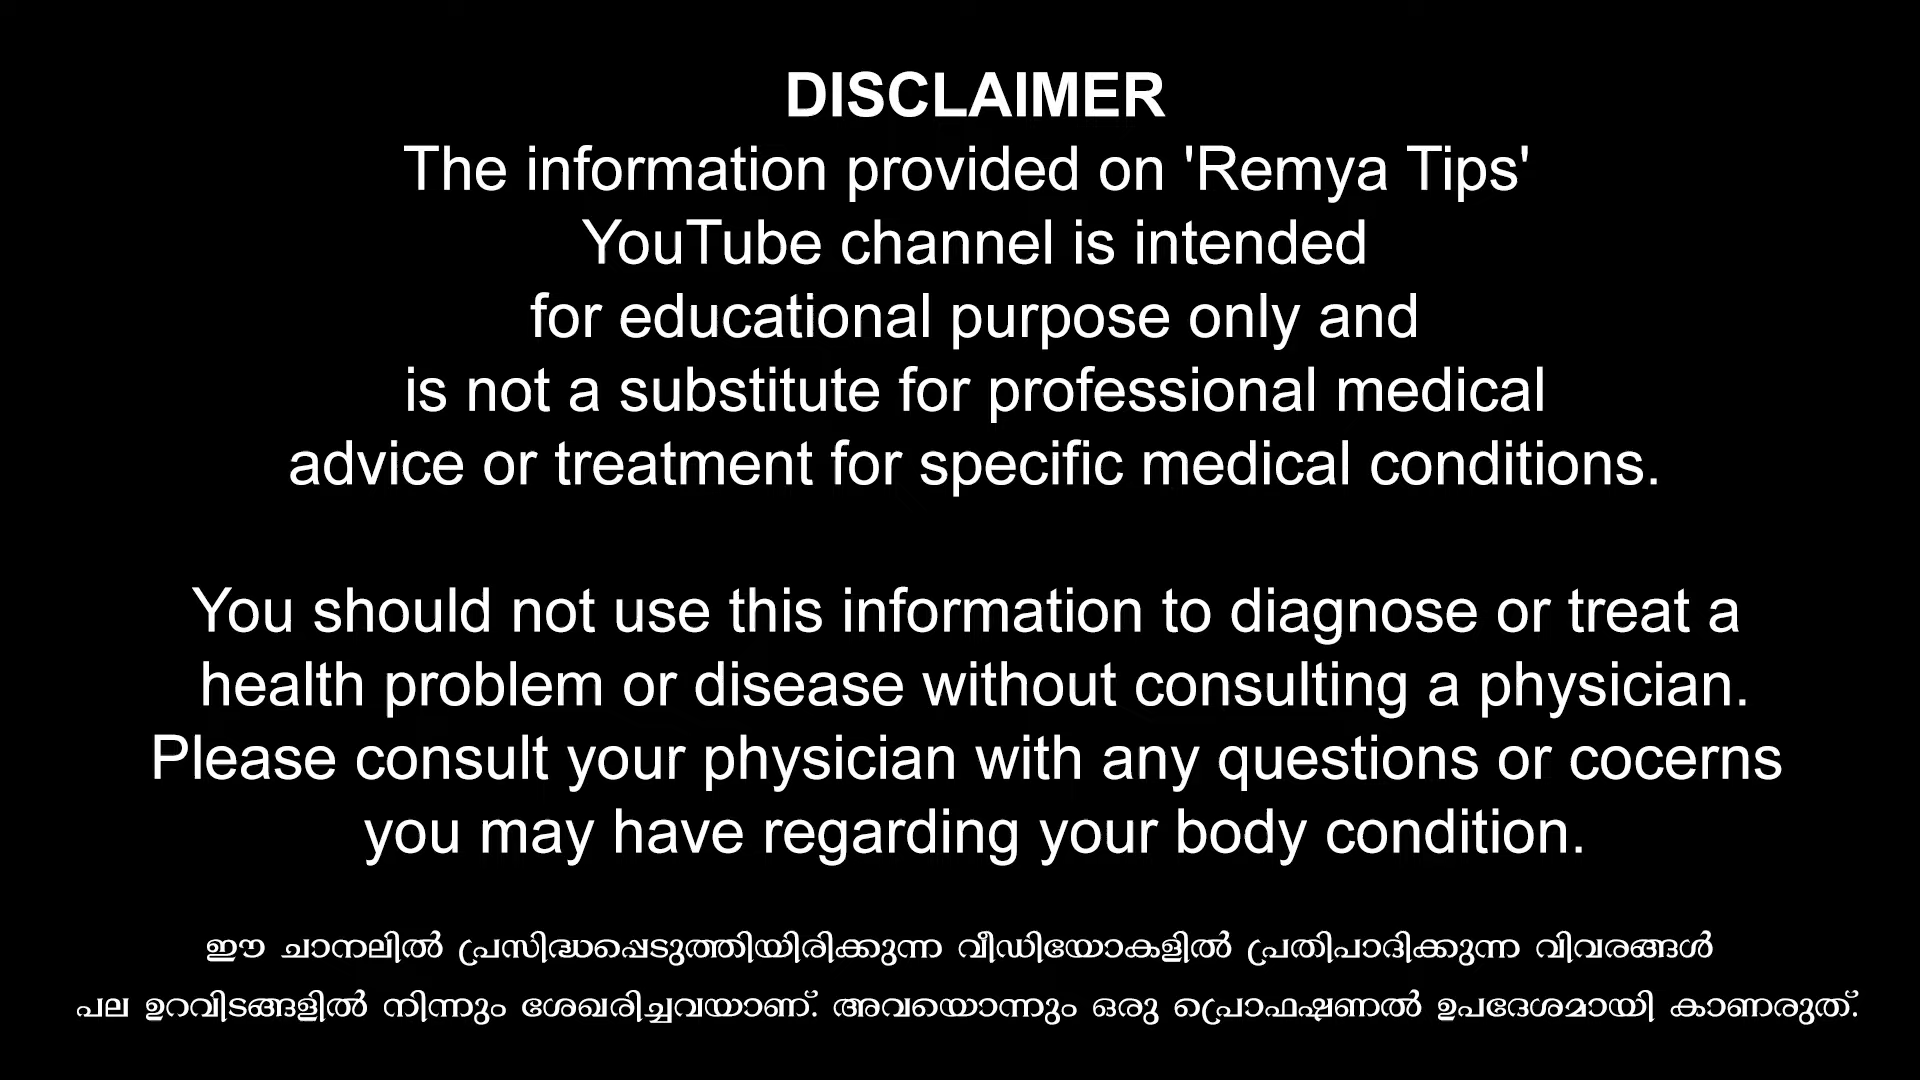 DISCLAIMER
The information provided on 'Remya Tips'
YouTube channel is intended
for educational purpose only and
is not a substitute for professional medical
advice or treatment for specific medical conditions.
You should not use this information to diagnose or treat a
health problem or disease without consulting a physician.
Please consult your physician with any questions or cocerns
you may have regarding your body condition.
ഈ ചാനലിൽ പ്രസിദ്ധപ്പെടുത്തിയിരിക്കുന്ന വീഡിയോകളിൽ പ്രതിപാദിക്കുന്ന വിവരങ്ങൾ
പല ഉറവിടങ്ങളിൽ നിന്നും ശേഖരിച്ചവയാണ്. അവയൊന്നും ഒരു പ്രൊഫഷണൽ ഉപദേശമായി കാണരുത്.